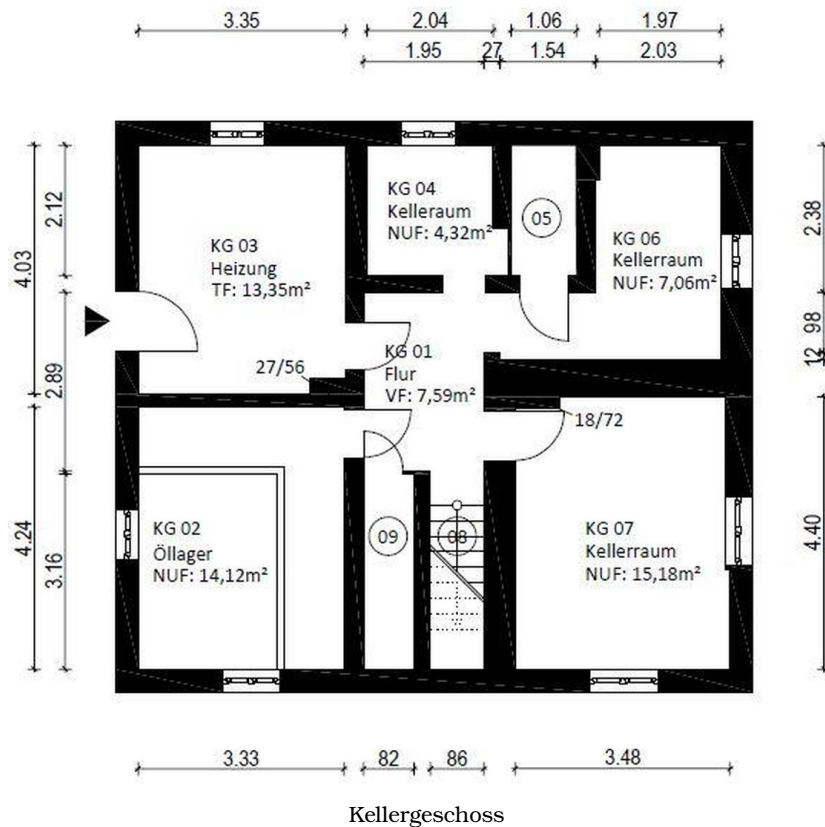 3.35
2.04
1.06
1.97
1.95
27
1.54
2.03
2.12
4.03
2.89
4.24
3.16
2.38
98
12
4.40
KG 03
Heizung
TF: 13,35m²
KG 04
Kelleraum
NUF: 4,32m²
05
KG 06
Kellerraum
NUF: 7,06m²
27/56
KG 01
Flur
VF: 7,59m²
18/72
KG 02
Öllager
NUF: 14,12m²
09
08
KG 07
Kellerraum
NUF: 15,18m²
3.33
82
86
3.48
Kellergeschoss